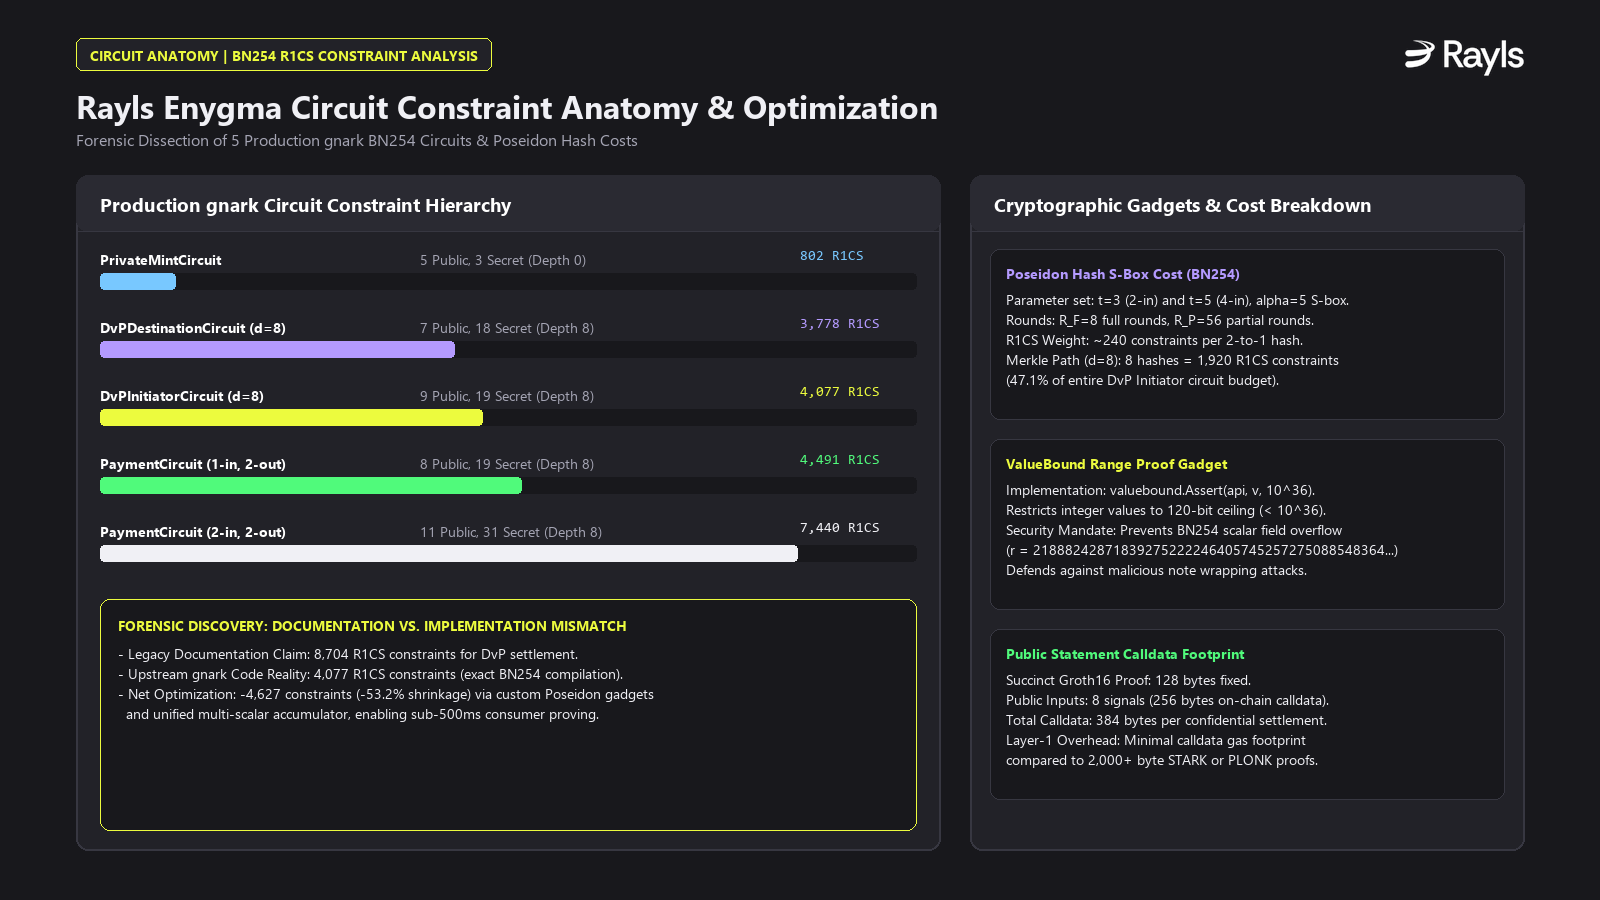 CIRCUIT ANATOMY | BN254 R1CS CONSTRAINT ANALYSIS
Rayls
Rayls Enygma Circuit Constraint Anatomy & Optimization
Forensic Dissection of 5 Production gnark BN254 Circuits & Poseidon Hash Costs
Production gnark Circuit Constraint Hierarchy
PrivateMintCircuit 5 Public, 3 Secret (Depth 0) 802 R1CS
DvPDestinationCircuit (d=8) 7 Public, 18 Secret (Depth 8) 3,778 R1CS
DvPInitiatorCircuit (d=8) 9 Public, 19 Secret (Depth 8) 4,077 R1CS
PaymentCircuit (1-in, 2-out) 8 Public, 19 Secret (Depth 8) 4,491 R1CS
PaymentCircuit (2-in, 2-out) 11 Public, 31 Secret (Depth 8) 7,440 R1CS
FORENSIC DISCOVERY: DOCUMENTATION VS. IMPLEMENTATION MISMATCH
- Legacy Documentation Claim: 8,704 R1CS constraints for DvP settlement.
- Upstream gnark Code Reality: 4,077 R1CS constraints (exact BN254 compilation).
- Net Optimization: -4,627 constraints (-53.2% shrinkage) via custom Poseidon gadgets
and unified multi-scalar accumulator, enabling sub-500ms consumer proving.
Cryptographic Gadgets & Cost Breakdown
Poseidon Hash S-Box Cost (BN254)
Parameter set: t=3 (2-in) and t=5 (4-in), alpha=5 S-box.
Rounds: R_F=8 full rounds, R_P=56 partial rounds.
R1CS Weight: ~240 constraints per 2-to-1 hash.
Merkle Path (d=8): 8 hashes = 1,920 R1CS constraints
(47.1% of entire DvP Initiator circuit budget).
ValueBound Range Proof Gadget
Implementation: valuebound.Assert(api, v, 10^36).
Restricts integer values to 120-bit ceiling (< 10^36).
Security Mandate: Prevents BN254 scalar field overflow
(r = 21888242871839275222246405745257275088548364...)
Defends against malicious note wrapping attacks.
Public Statement Calldata Footprint
Succinct Groth16 Proof: 128 bytes fixed.
Public Inputs: 8 signals (256 bytes on-chain calldata).
Total Calldata: 384 bytes per confidential settlement.
Layer-1 Overhead: Minimal calldata gas footprint
compared to 2,000+ byte STARK or PLONK proofs.